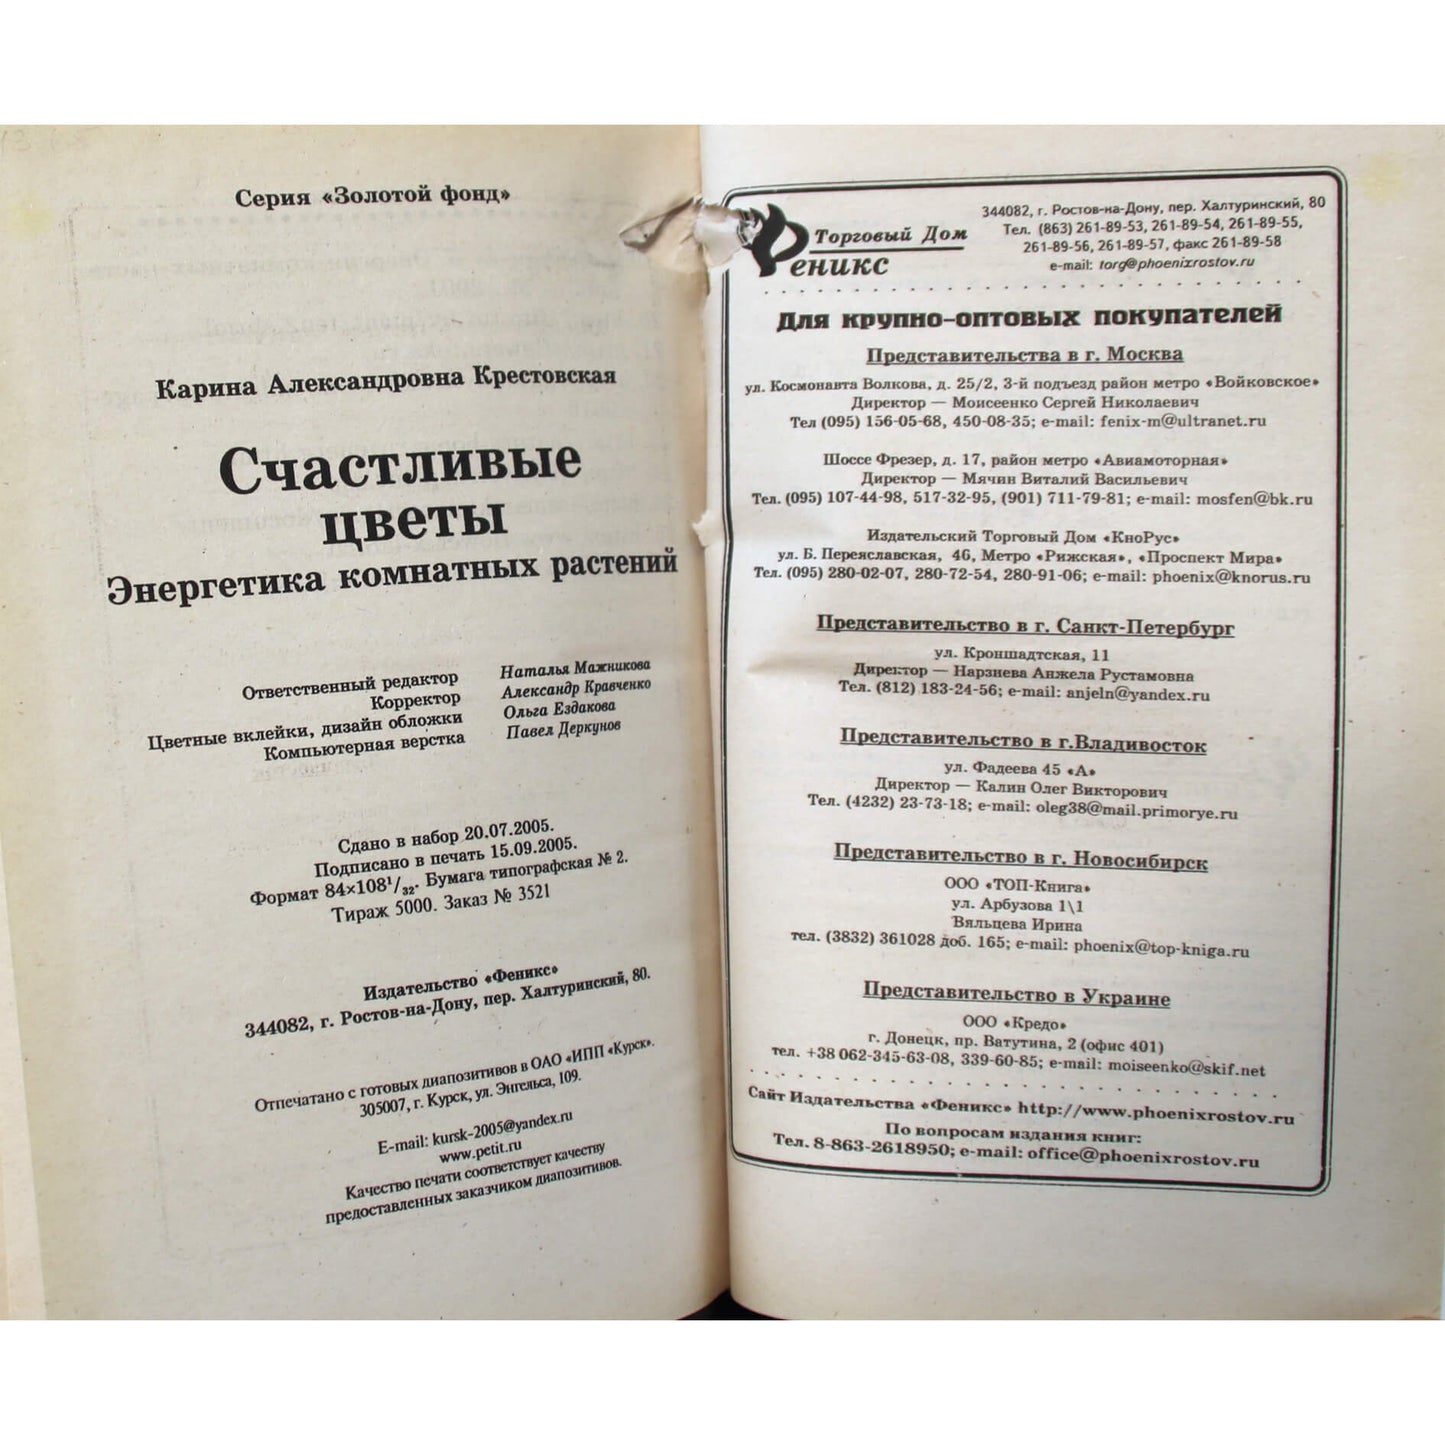 Серия «Золотой фонд»
Карина Александровна Крестовская
Счастливые
цветы
Энергетика комнатных растений
Ответственный редактор Наталья Мажникова
Корректор Александр Кравченко
Цветные вклейки, дизайн обложки Ольга Ездакова
Компьютерная верстка Павел Деркунов
Сдано в набор 20.07.2005.
Подписано в печать 15.09.2005.
Формат 84×108¹/₃₂. Бумага типографская № 2.
Тираж 5000. Заказ № 3521
Издательство «Феникс»
344082, г. Ростов-на-Дону, пер. Халтуринский, 80.
Отпечатано с готовых диапозитивов в ОАО «ИПП «Курск».
305007, г. Курск, ул. Энгельса, 109.
E-mail: kursk-2005@yandex.ru
www.petit.ru
Качество печати соответствует качеству
предоставленных заказчиком диапозитивов.
Торговый Дом
Феникс
344082, г. Ростов-на-Дону, пер. Халтуринский, 80
Тел. (863) 261-89-53, 261-89-54, 261-89-55,
261-89-56, 261-89-57, факс 261-89-58
e-mail: torg@phoenixrostov.ru
Для крупно-оптовых покупателей
Представительства в г. Москва
ул. Космонавта Волкова, д. 25/2, 3-й подъезд район метро «Войковское»
Директор — Моисеенко Сергей Николаевич
Тел (095) 156-05-68, 450-08-35; e-mail: fenix-m@ultranet.ru
Шоссе Фрезер, д. 17, район метро «Авиамоторная»
Директор — Мячин Виталий Васильевич
Тел. (095) 107-44-98, 517-32-95, (901) 711-79-81; e-mail: mosfen@bk.ru
Издательский Торговый Дом «КноРус»
ул. Б. Переяславская, 46, Метро «Рижская», «Проспект Мира»
Тел. (095) 280-02-07, 280-72-54, 280-91-06; e-mail: phoenix@knorus.ru
Представительство в г. Санкт-Петербург
ул. Кроншадтская, 11
Директор — Нарзиева Анжела Рустамовна
Тел. (812) 183-24-56; e-mail: anjeln@yandex.ru
Представительство в г.Владивосток
ул. Фадеева 45 «А»
Директор — Калин Олег Викторович
Тел. (4232) 23-73-18; e-mail: oleg38@mail.primorye.ru
Представительство в г. Новосибирск
ООО «ТОП-Книга»
ул. Арбузова 1\1
Вяльцева Ирина
тел. (3832) 361028 доб. 165; e-mail: phoenix@top-kniga.ru
Представительство в Украине
ООО «Кредо»
г. Донецк, пр. Ватутина, 2 (офис 401)
тел. +38 062-345-63-08, 339-60-85; e-mail: moiseenko@skif.net
Сайт Издательства «Феникс» http://www.phoenixrostov.ru
По вопросам издания книг:
Тел. 8-863-2618950; e-mail: office@phoenixrostov.ru